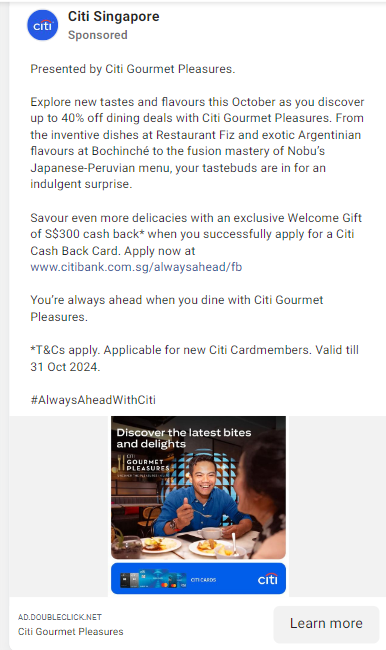 citi
Citi Singapore
Sponsored
Presented by Citi Gourmet Pleasures.
Explore new tastes and flavours this October as you discover
up to 40% off dining deals with Citi Gourmet Pleasures. From
the inventive dishes at Restaurant Fiz and exotic Argentinian
flavours at Bochinché to the fusion mastery of Nobu's
Japanese-Peruvian menu, your tastebuds are in for an
indulgent surprise.
Savour even more delicacies with an exclusive Welcome Gift
of S$300 cash back* when you successfully apply for a Citi
Cash Back Card. Apply now at
www.citibank.com.sg/alwaysahead/fb
You're always ahead when you dine with Citi Gourmet
Pleasures.
*T&Cs apply. Applicable for new Citi Cardmembers. Valid till
31 Oct 2024.
#AlwaysAheadWithCiti
Discover the latest bites
and delights
CITI
GOURMET
PLEASURES
CITI CARDS
citi
AD.DOUBLECLICK.NET
Citi Gourmet Pleasures
Learn more